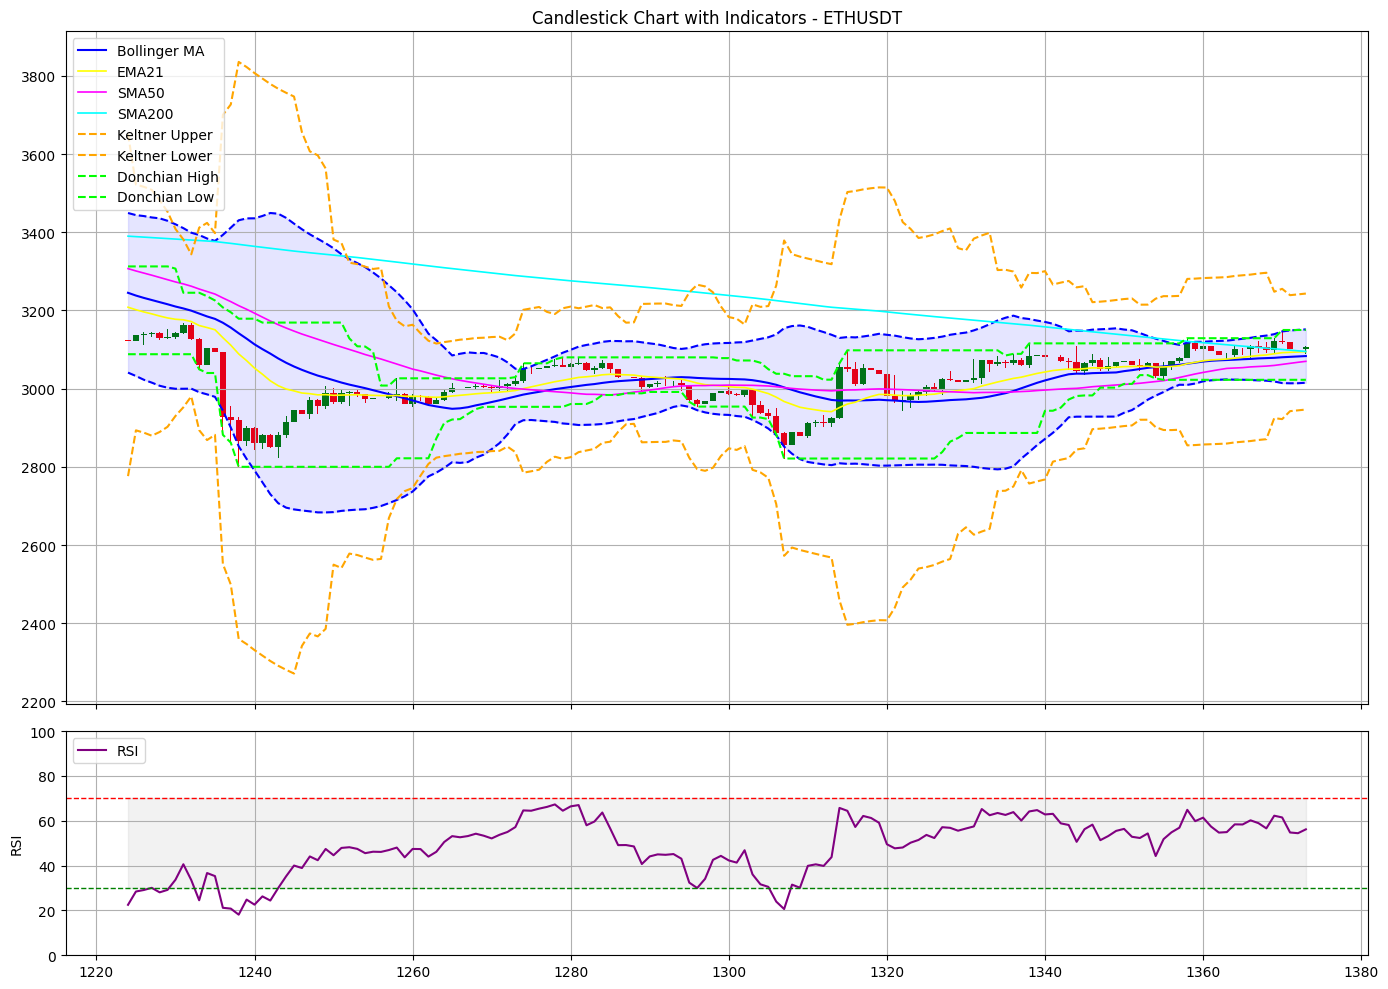 Candlestick Chart with Indicators - ETHUSDT
Bollinger MA
EMA21
SMA50
SMA200
Keltner Upper
Keltner Lower
Donchian High
Donchian Low
3800
3600
3400
3200
3000
2800
2600
2400
2200
RSI
RSI
100
80
60
40
20
0
1220
1240
1260
1280
1300
1320
1340
1360
1380